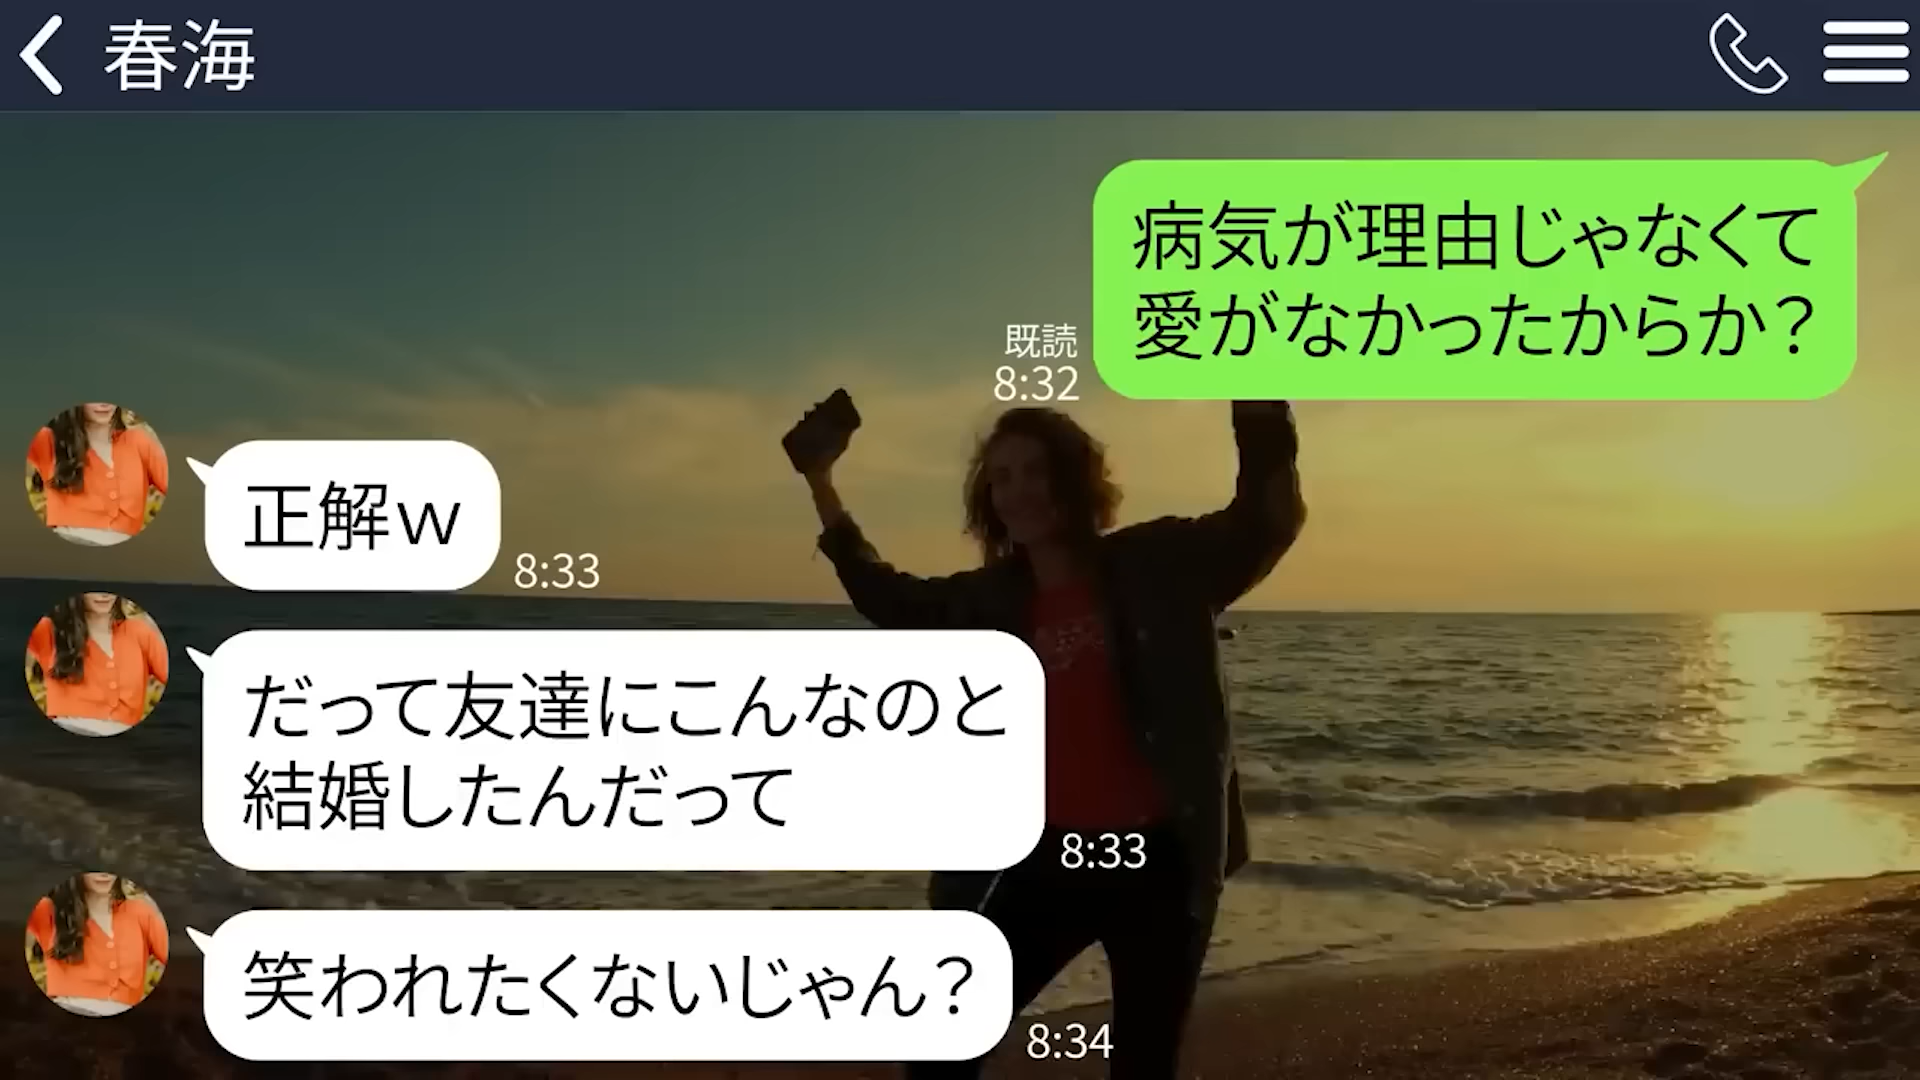 春海
病気が理由じゃなくて
愛がなかったからか？
既読
8:32
正解ｗ
8:33
だって友達にこんなのと
結婚したんだって
8:33
笑われたくないじゃん？
8:34